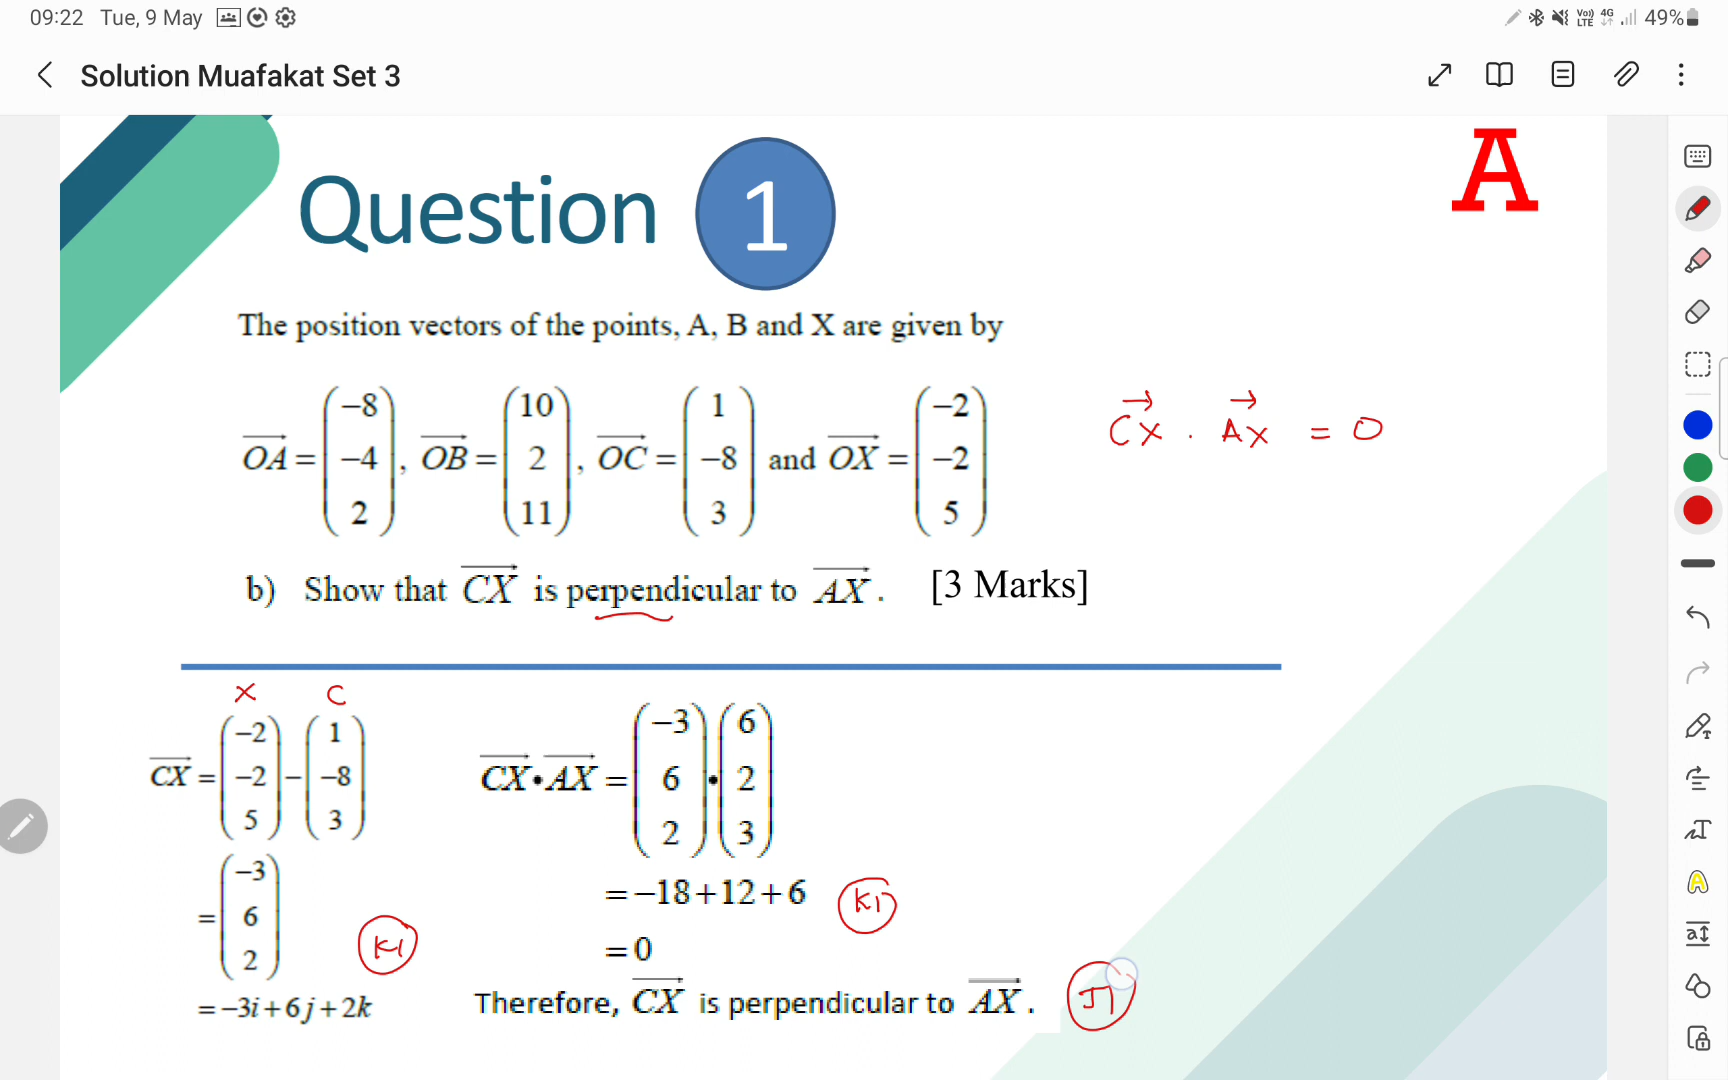 09:22 Tue, 9 May
Vo)) LTE 4G 49%
Solution Muafakat Set 3
A
Question 1
The position vectors of the points, A, B and X are given by
OA = (−8 −4 2), OB = (10 2 11), OC = (1 −8 3) and OX = (−2 −2 5)
CX . AX = 0
b) Show that CX is perpendicular to AX. [3 Marks]
X C
CX = (−2 −2 5) − (1 −8 3)
= (−3 6 2)
K1
= −3i + 6j + 2k
CX • AX = (−3 6 2) • (6 2 3)
= −18 + 12 + 6 K1
= 0
Therefore, CX is perpendicular to AX. J1